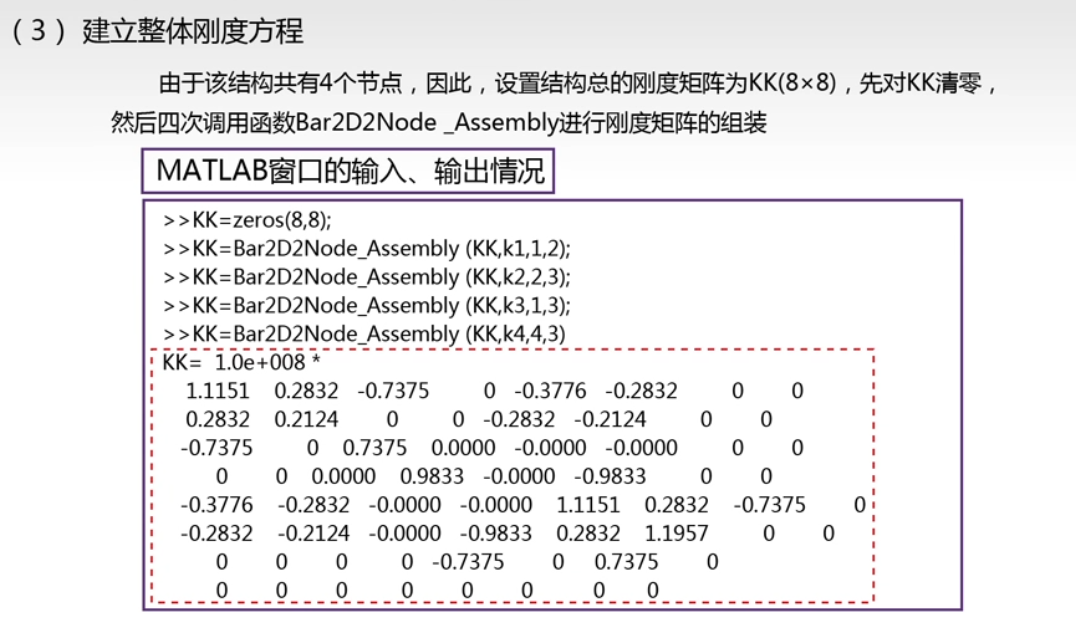 （3）建立整体刚度方程
由于该结构共有4个节点，因此，设置结构总的刚度矩阵为KK(8×8)，先对KK清零，
然后四次调用函数Bar2D2Node _Assembly进行刚度矩阵的组装
MATLAB窗口的输入、输出情况
>>KK=zeros(8,8);
>>KK=Bar2D2Node_Assembly (KK,k1,1,2);
>>KK=Bar2D2Node_Assembly (KK,k2,2,3);
>>KK=Bar2D2Node_Assembly (KK,k3,1,3);
>>KK=Bar2D2Node_Assembly (KK,k4,4,3)
KK= 1.0e+008 *
1.1151 0.2832 -0.7375 0 -0.3776 -0.2832 0 0
0.2832 0.2124 0 0 -0.2832 -0.2124 0 0
-0.7375 0 0.7375 0.0000 -0.0000 -0.0000 0 0
0 0 0.0000 0.9833 -0.0000 -0.9833 0 0
-0.3776 -0.2832 -0.0000 -0.0000 1.1151 0.2832 -0.7375 0
-0.2832 -0.2124 -0.0000 -0.9833 0.2832 1.1957 0 0
0 0 0 0 -0.7375 0 0.7375 0
0 0 0 0 0 0 0 0